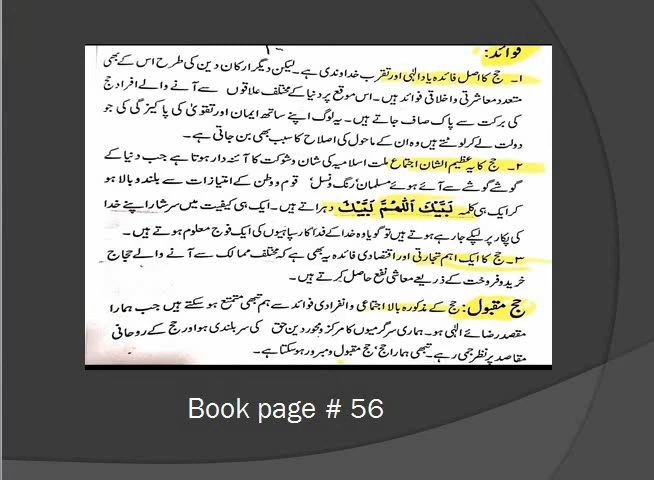 فوائد:
۱۔ حج کا اصل فائدہ یاد الٰہی اور تقرب خداوندی ہے۔ لیکن دیگر ارکان دین کی طرح اس کے بھی
متعدد معاشرتی و اخلاقی فوائد ہیں۔ اس موقع پر دنیا کے مختلف علاقوں سے آنے والے افراد حج
کی برکت سے پاک صاف جاتے ہیں۔ یہ لوگ اپنے ساتھ ایمان اور تقویٰ کی پاکیزگی کی جو
دولت لے کر لوٹتے ہیں وہ ان کے ماحول کی اصلاح کا سبب بھی بن جاتی ہے۔
۲۔ حج کا یہ عظیم الشان اجتماع ملت اسلامیہ کی شان و شوکت کا آئنہ دار ہوتا ہے جب دنیا کے
گوشے گوشے سے آئے ہوئے مسلمان رنگ و نسل، قوم و وطن کے امتیازات سے بلند و بالا ہو
کر ایک ہی کلمہ لَبَّیْکَ اَللّٰھُمَّ لَبَّیْکَ دہراتے ہیں۔ ایک ہی کیفیت میں سرشار اپنے خدا
کی پکار پر لپکے جا رہے ہوتے ہیں تو گویا وہ خدا کے فدا کار سپاہیوں کی ایک فوج معلوم ہوتے ہیں۔
۳۔ حج کا ایک اہم تجارتی اور اقتصادی فائدہ یہ بھی ہے کہ مختلف ممالک سے آنے والے حجاج
خرید و فروخت کے ذریعے معاشی نفع حاصل کرتے ہیں۔
حج مقبول: حج کے مذکورہ بالا اجتماعی و انفرادی فوائد سے ہم تبھی متمتع ہو سکتے ہیں جب ہمارا
مقصد رضائے الٰہی ہو۔ ہماری سرگرمیوں کا مرکز و محور دین حق کی سربلندی ہو اور حج کے روحانی
مقاصد پر نظر جمی رہے۔ تبھی ہمارا حج، حج مقبول و مبرور ہو سکتا ہے۔
Book page # 56